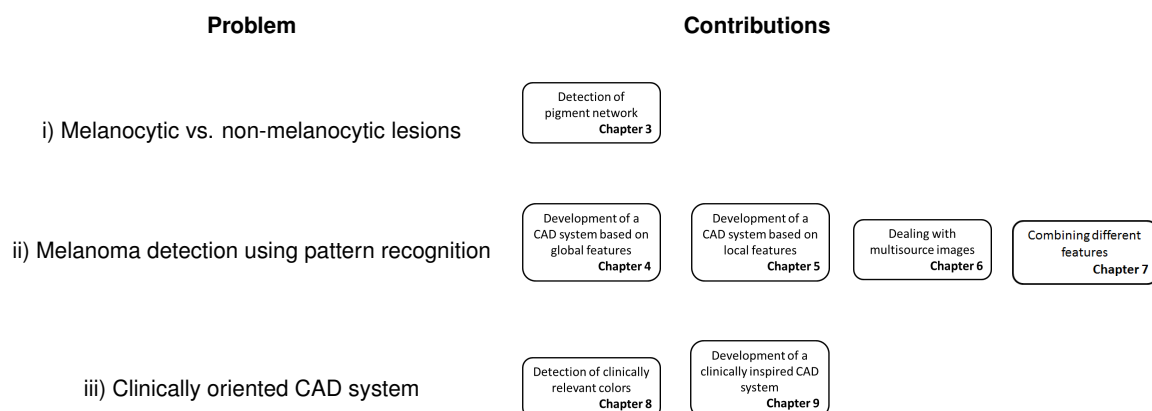 Problem
Contributions
i) Melanocytic vs. non-melanocytic lesions
Detection of
pigment network
Chapter 3
ii) Melanoma detection using pattern recognition
Development of a
CAD system based on
global features
Chapter 4
Development of a
CAD system based on
local features
Chapter 5
Dealing with
multisource images
Chapter 6
Combining different
features
Chapter 7
iii) Clinically oriented CAD system
Detection of clinically
relevant colors
Chapter 8
Development of a
clinically inspired CAD
system
Chapter 9